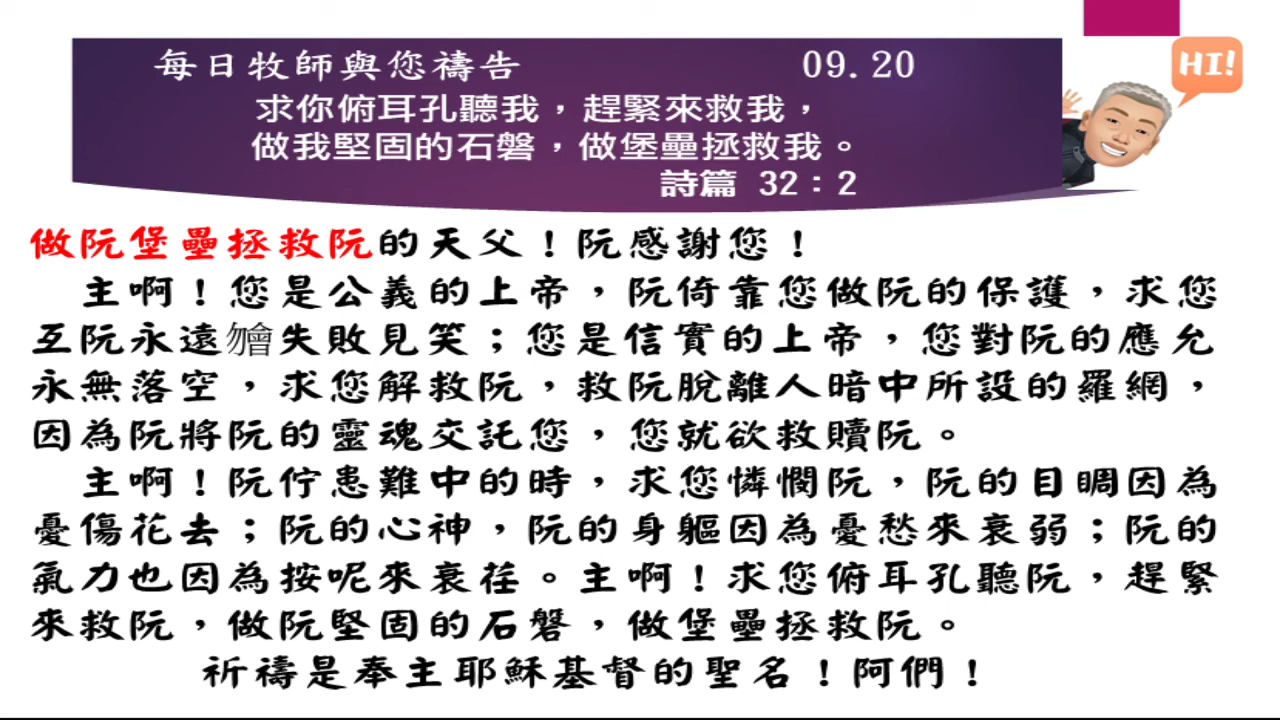 每日牧師與您禱告 09.20
HI!
求你俯耳孔聽我，趕緊來救我，
做我堅固的石磐，做堡壘拯救我。
詩篇 32：2
做阮堡壘拯救阮的天父！阮感謝您！
主啊！您是公義的上帝，阮倚靠您做阮的保護，求您
互阮永遠𣍐失敗見笑；您是信實的上帝，您對阮的應允
永無落空，求您解救阮，救阮脫離人暗中所設的羅網，
因為阮將阮的靈魂交託您，您就欲救贖阮。
主啊！阮佇患難中的時，求您憐憫阮，阮的目睭因為
憂傷花去；阮的心神，阮的身軀因為憂愁來衰弱；阮的
氣力也因為按呢來衰荏。主啊！求您俯耳孔聽阮，趕緊
來救阮，做阮堅固的石磐，做堡壘拯救阮。
祈禱是奉主耶穌基督的聖名！阿們！